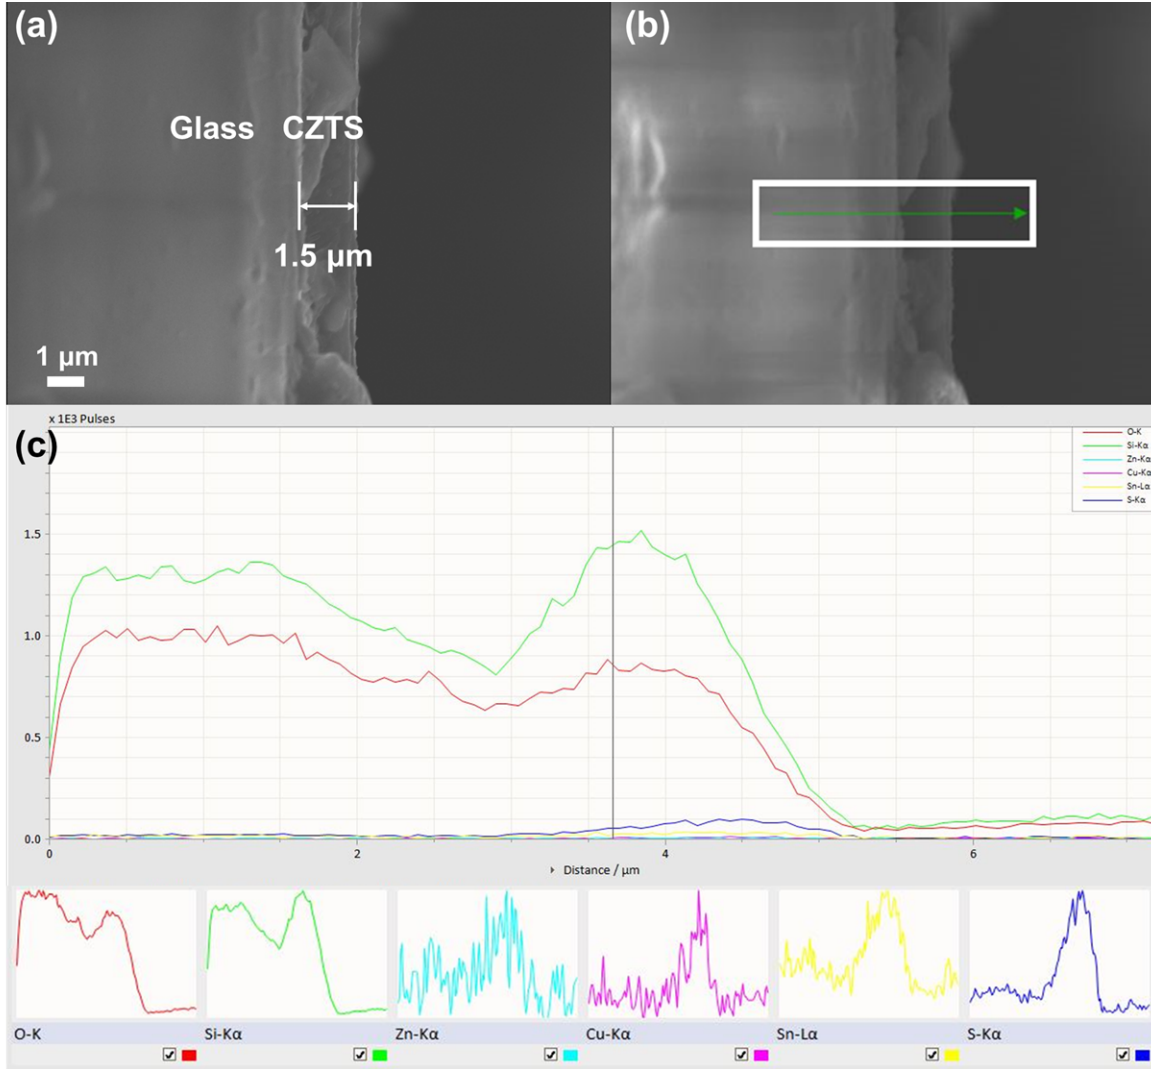 (a)
(b)
Glass CZTS
1.5 µm
1 µm
x 1E3 Pulses
(c)
O-K
Si-Kα
Zn-Kα
Cu-Kα
Sn-Lα
S-Kα
1.5
1.0
0.5
0.0
0 2 4 6
Distance / µm
O-K Si-Kα Zn-Kα Cu-Kα Sn-Lα S-Kα